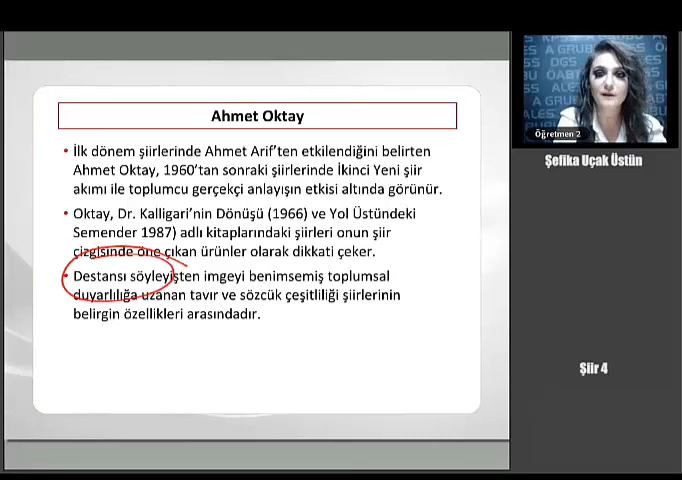 Ahmet Oktay
• İlk dönem şiirlerinde Ahmet Arif'ten etkilendiğini belirten
Ahmet Oktay, 1960'tan sonraki şiirlerinde İkinci Yeni şiir
akımı ile toplumcu gerçekçi anlayışın etkisi altında görünür.
• Oktay, Dr. Kalligari'nin Dönüşü (1966) ve Yol Üstündeki
Semender 1987) adlı kitaplarındaki şiirleri onun şiir
çizgisinde öne çıkan ürünler olarak dikkati çeker.
• Destansı söyleyişten imgeyi benimsemiş toplumsal
duyarlılığa uzanan tavır ve sözcük çeşitliliği şiirlerinin
belirgin özellikleri arasındadır.
Öğretmen 2
Şefika Uçak Üstün
Şiir 4